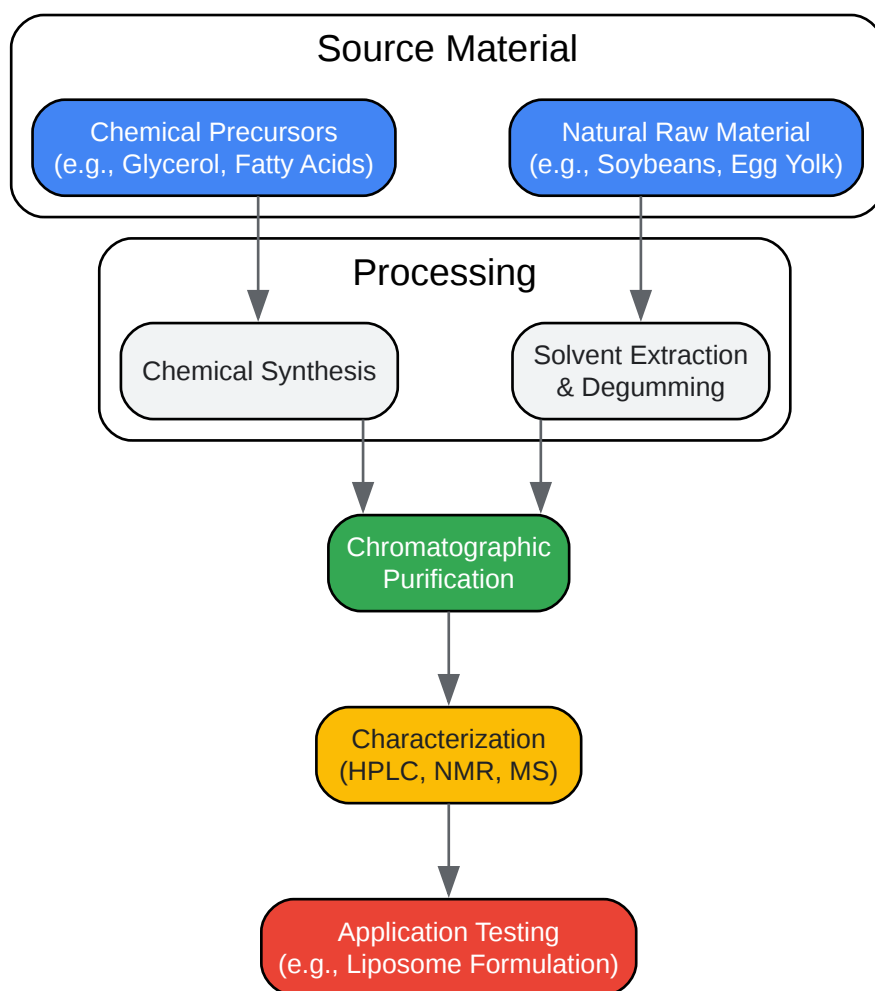 Source Material
Chemical Precursors
(e.g., Glycerol, Fatty Acids)
Natural Raw Material
(e.g., Soybeans, Egg Yolk)
Processing
Chemical Synthesis
Solvent Extraction
& Degumming
Chromatographic
Purification
Characterization
(HPLC, NMR, MS)
Application Testing
(e.g., Liposome Formulation)